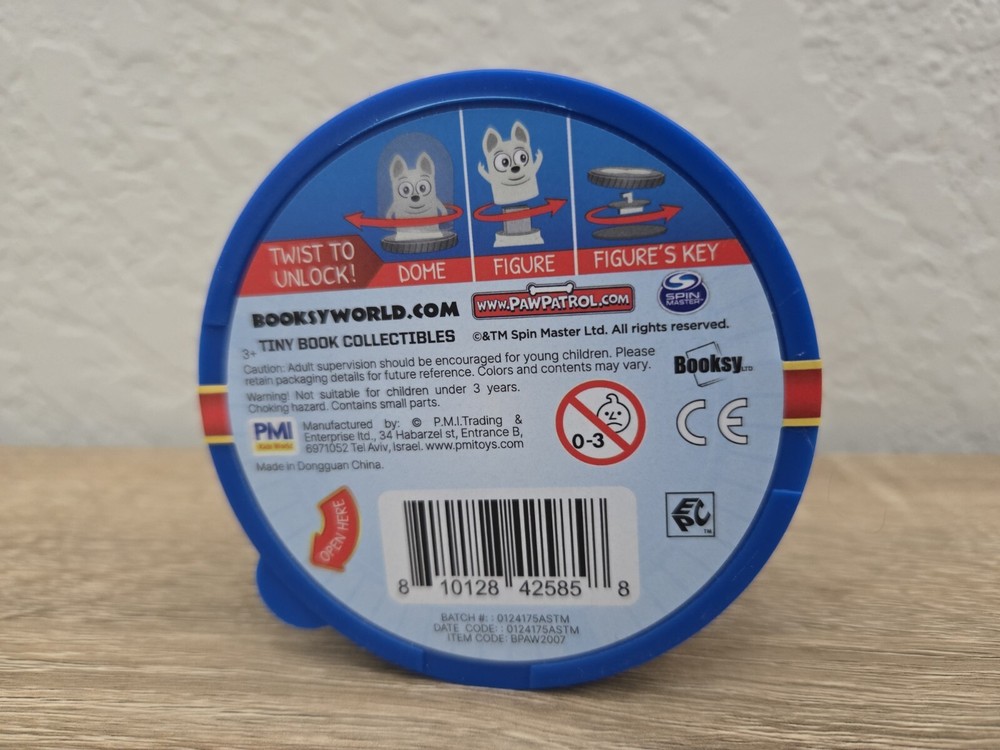 TWIST TO
UNLOCK!
DOME
FIGURE
1
FIGURE'S KEY
BOOKSYWORLD.COM
WWW.PAWPATROL.COM
SPIN
MASTER™
3+ TINY BOOK COLLECTIBLES
©&TM Spin Master Ltd. All rights reserved.
Caution: Adult supervision should be encouraged for young children. Please
retain packaging details for future reference. Colors and contents may vary.
Booksy LTD
Warning! Not suitable for children under 3 years.
Choking hazard. Contains small parts.
0-3
CE
PMI
Kids World
Manufactured by: © P.M.I.Trading &
Enterprise ltd., 34 Habarzel st, Entrance B,
6971052 Tel Aviv, Israel. www.pmitoys.com
Made in Dongguan China.
OPEN HERE
EPC™
8 10128 42585 8
BATCH #: : 0124175ASTM
DATE CODE: : 0124175ASTM
ITEM CODE: BPAW2007